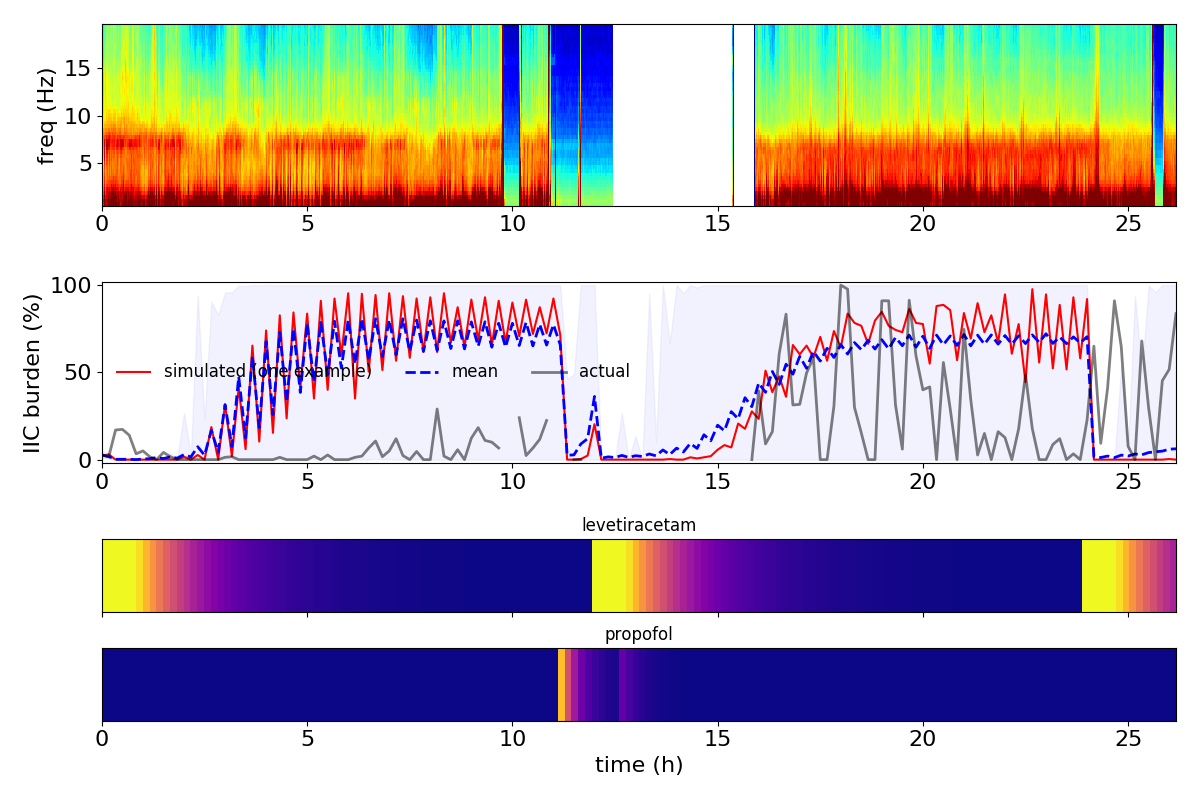 freq (Hz)
15
10
5
0 5 10 15 20 25
IIC burden (%)
100
50
0
simulated (one example) mean actual
0 5 10 15 20 25
levetiracetam
propofol
0 5 10 15 20 25
time (h)